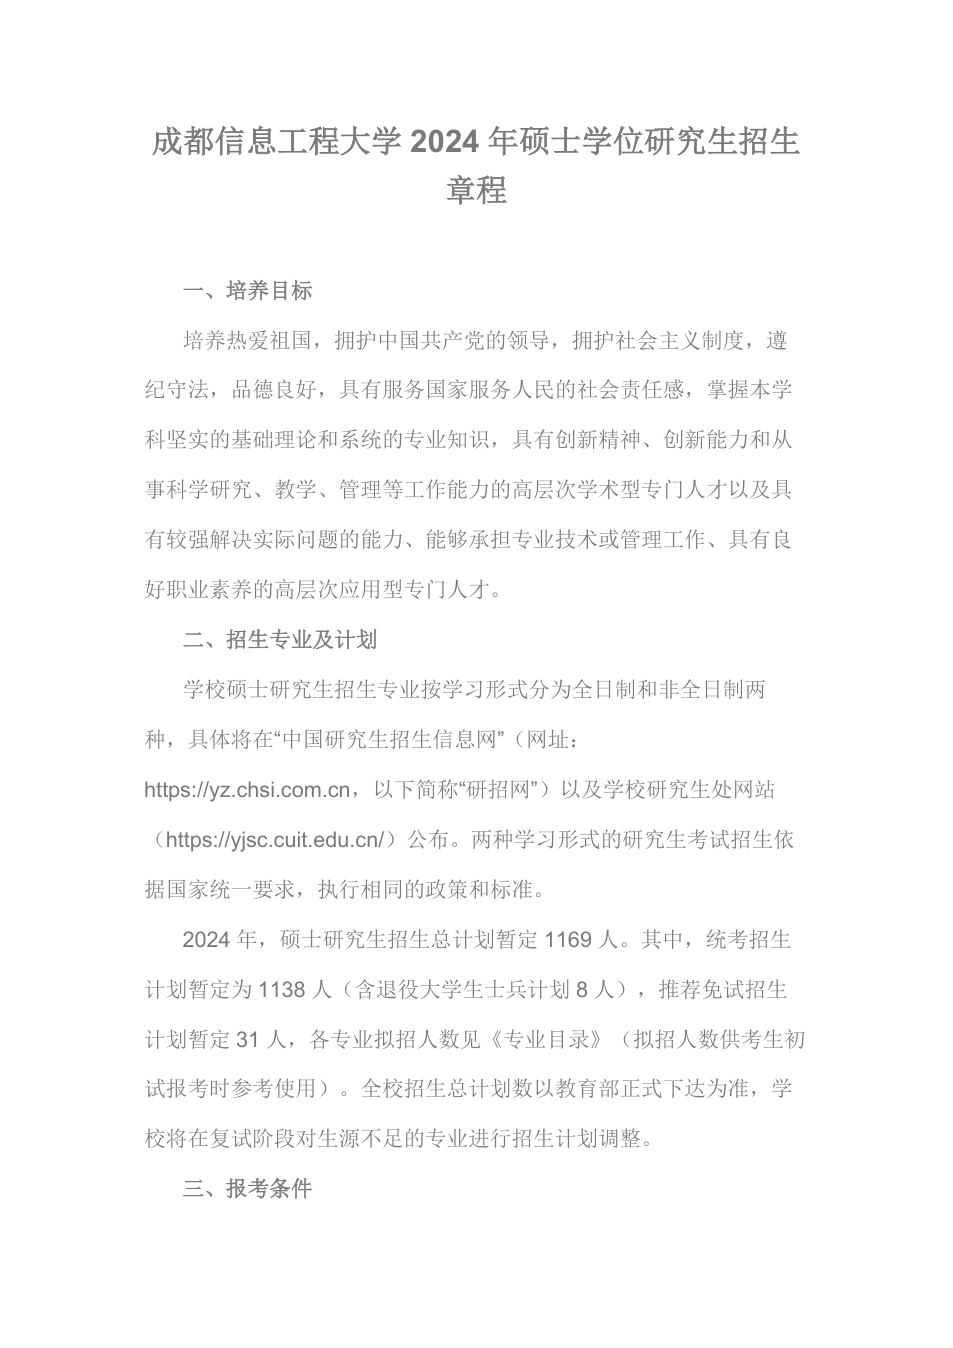 成都信息工程大学 2024 年硕士学位研究生招生
章程
一、培养目标
培养热爱祖国，拥护中国共产党的领导，拥护社会主义制度，遵
纪守法，品德良好，具有服务国家服务人民的社会责任感，掌握本学
科坚实的基础理论和系统的专业知识，具有创新精神、创新能力和从
事科学研究、教学、管理等工作能力的高层次学术型专门人才以及具
有较强解决实际问题的能力、能够承担专业技术或管理工作、具有良
好职业素养的高层次应用型专门人才。
二、招生专业及计划
学校硕士研究生招生专业按学习形式分为全日制和非全日制两
种，具体将在“中国研究生招生信息网”（网址：
https://yz.chsi.com.cn，以下简称“研招网”）以及学校研究生处网站
（https://yjsc.cuit.edu.cn/）公布。两种学习形式的研究生考试招生依
据国家统一要求，执行相同的政策和标准。
2024 年，硕士研究生招生总计划暂定 1169 人。其中，统考招生
计划暂定为 1138 人（含退役大学生士兵计划 8 人），推荐免试招生
计划暂定 31 人，各专业拟招人数见《专业目录》（拟招人数供考生初
试报考时参考使用）。全校招生总计划数以教育部正式下达为准，学
校将在复试阶段对生源不足的专业进行招生计划调整。
三、报考条件